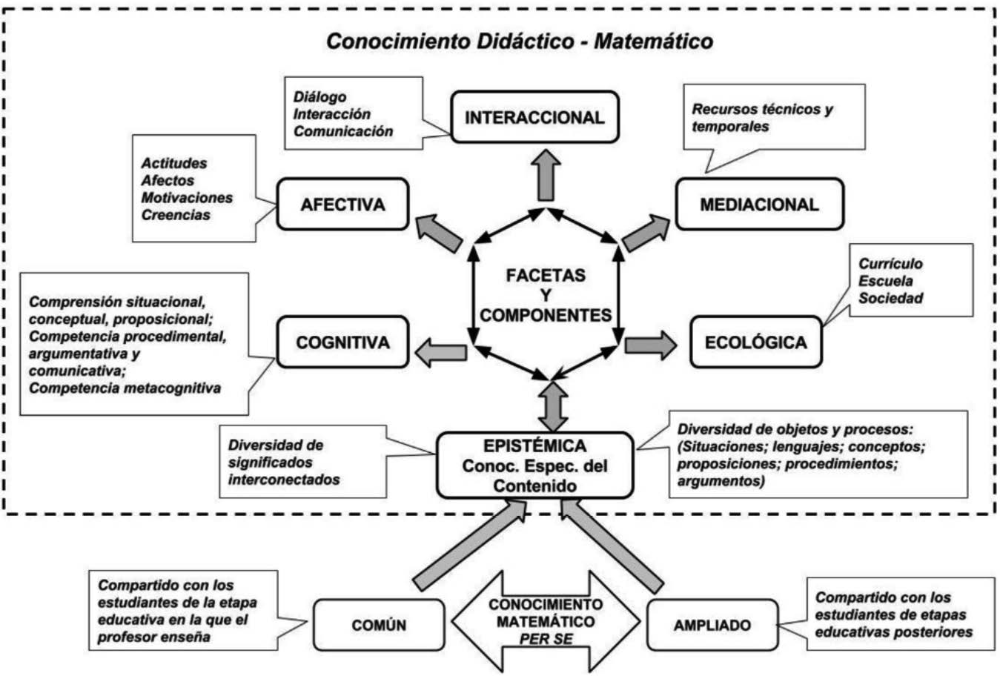 Conocimiento Didáctico - Matemático
Diálogo
Interacción
Comunicación
INTERACCIONAL
Recursos técnicos y
temporales
Actitudes
Afectos
Motivaciones
Creencias
AFECTIVA
MEDIACIONAL
FACETAS
Y
COMPONENTES
Currículo
Escuela
Sociedad
Comprensión situacional,
conceptual, proposicional;
Competencia procedimental,
argumentativa y
comunicativa;
Competencia metacognitiva
COGNITIVA
ECOLÓGICA
Diversidad de
significados
interconectados
EPISTÉMICA
Conoc. Espec. del
Contenido
Diversidad de objetos y procesos:
(Situaciones; lenguajes; conceptos;
proposiciones; procedimientos;
argumentos)
Compartido con los
estudiantes de la etapa
educativa en la que el
profesor enseña
COMÚN
CONOCIMIENTO
MATEMÁTICO
PER SE
AMPLIADO
Compartido con los
estudiantes de etapas
educativas posteriores